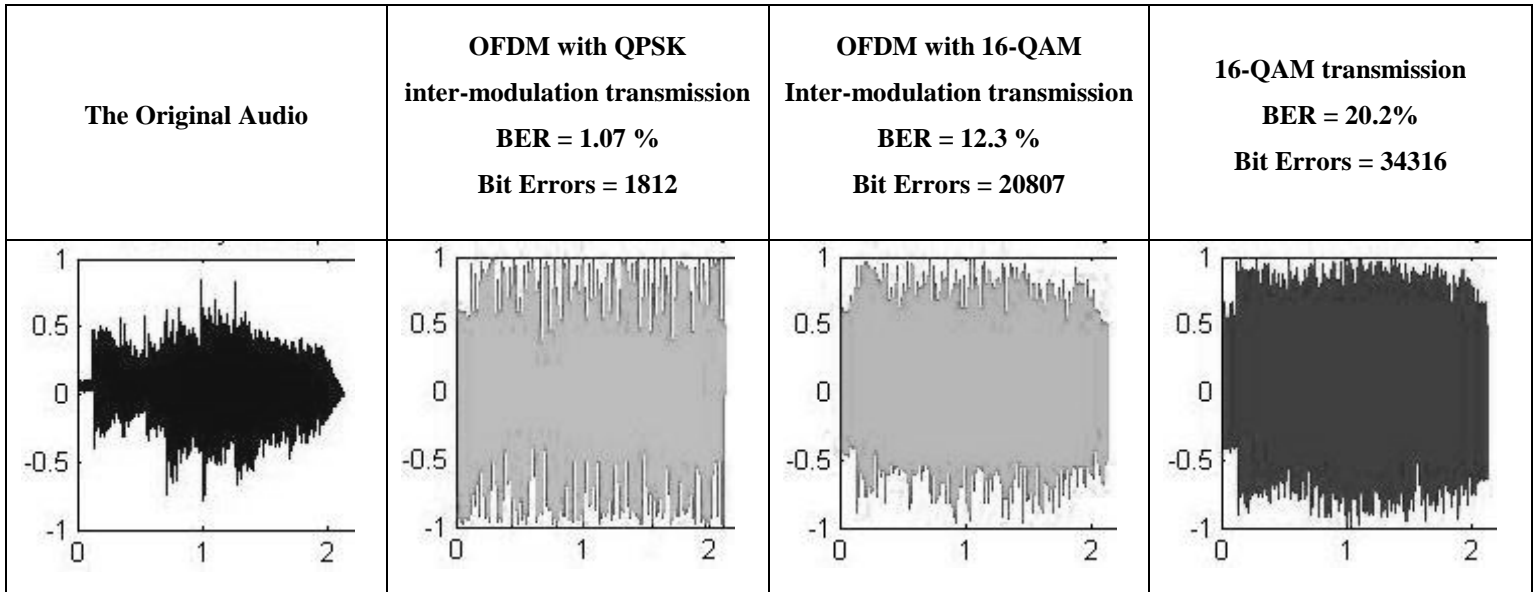 The Original Audio
OFDM with QPSK
inter-modulation transmission
BER = 1.07 %
Bit Errors = 1812
OFDM with 16-QAM
Inter-modulation transmission
BER = 12.3 %
Bit Errors = 20807
16-QAM transmission
BER = 20.2%
Bit Errors = 34316
1
0.5
0
-0.5
-1
0 1 2
1
0.5
0
-0.5
-1
0 1 2
1
0.5
0
-0.5
-1
0 1 2
1
0.5
0
-0.5
-1
0 1 2